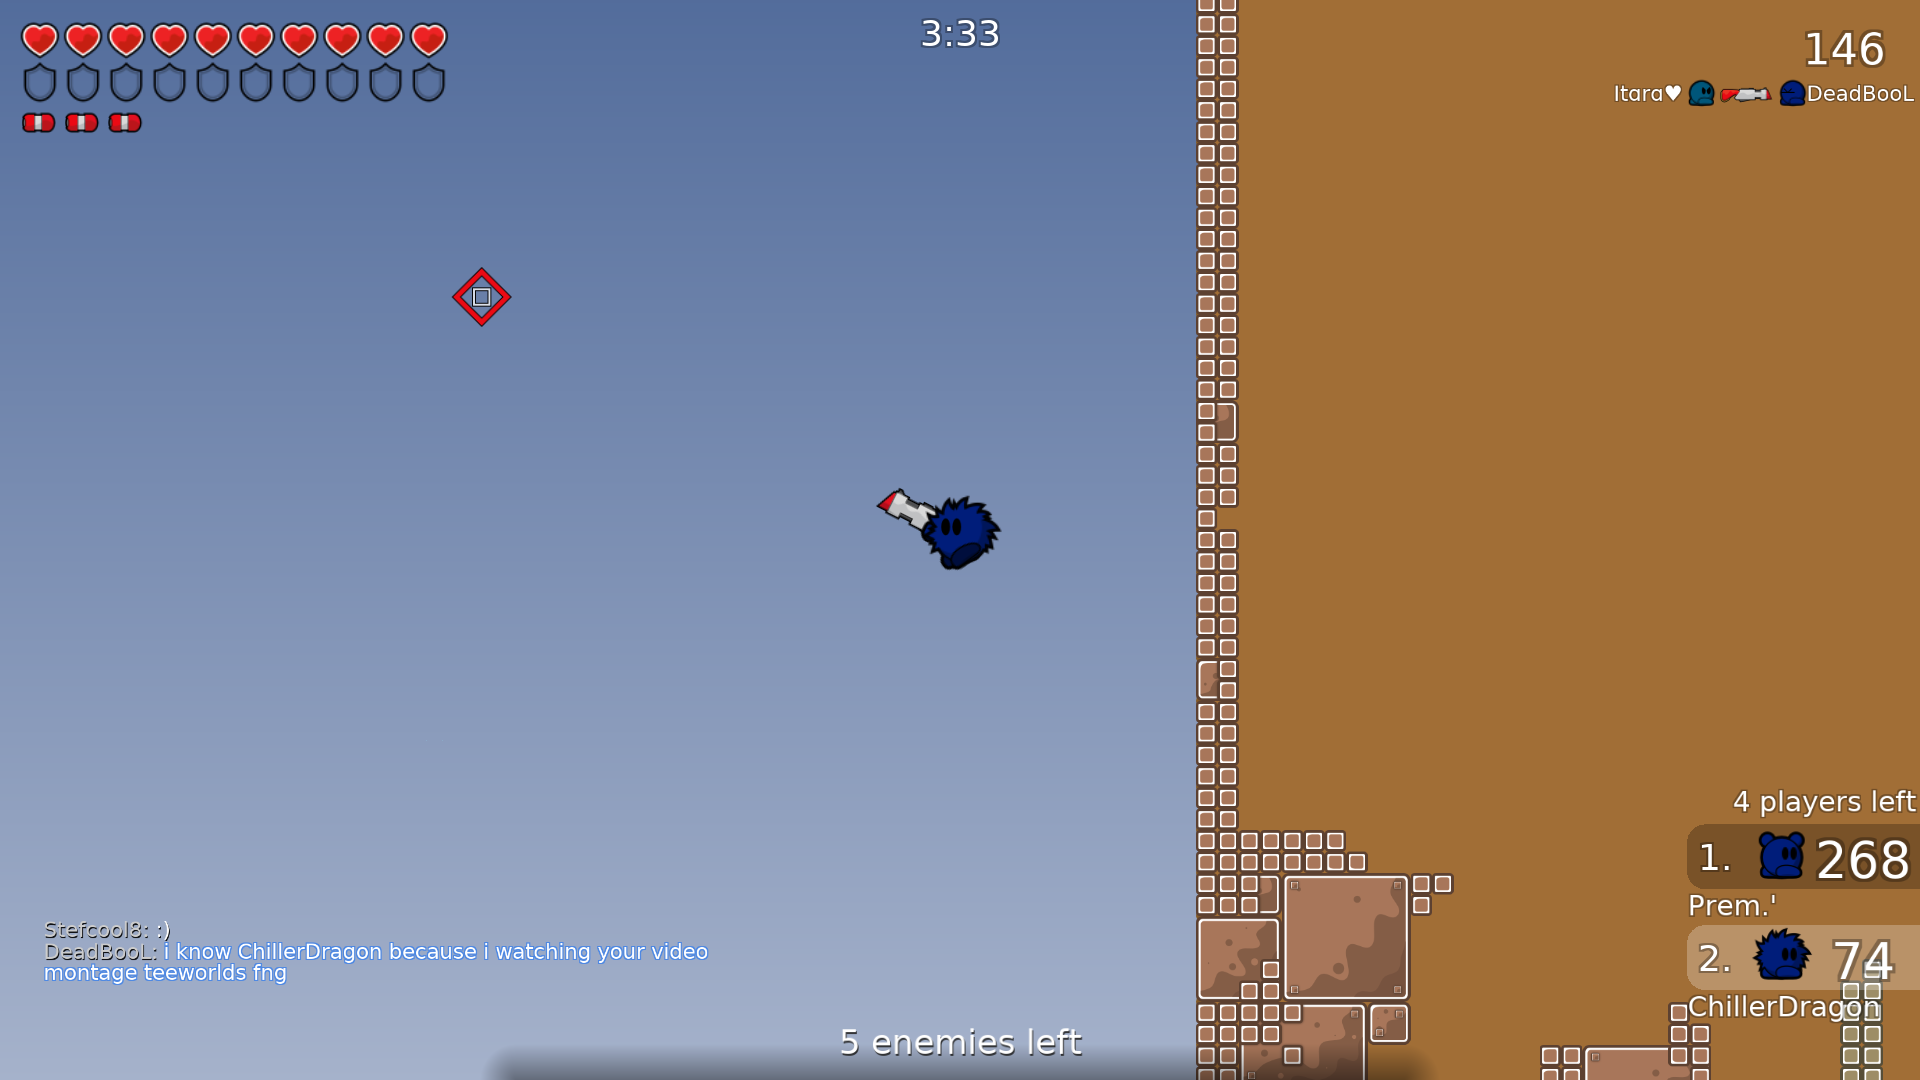 3:33
146
Itara♥ DeadBooL
4 players left
1. 268
Prem.'
2. 74
ChillerDragon
Stefcool8: :)
DeadBooL: i know ChillerDragon because i watching your video
montage teeworlds fng
5 enemies left